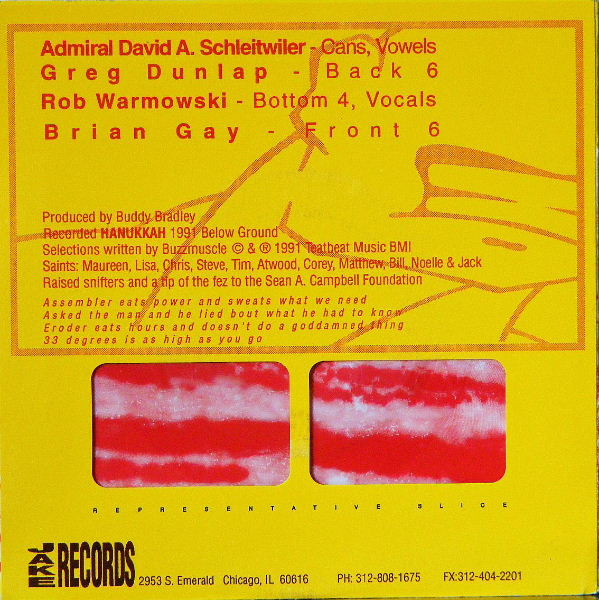 Admiral David A. Schleitwiler - Cans, Vowels
Greg Dunlap - Back 6
Rob Warmowski - Bottom 4, Vocals
Brian Gay - Front 6
Produced by Buddy Bradley
Recorded HANUKKAH 1991 Below Ground
Selections written by Buzzmuscle © & ® 1991 Teatbeat Music BMI
Saints: Maureen, Lisa, Chris, Steve, Tim, Atwood, Corey, Matthew, Bill, Noelle & Jack
Raised snifters and a tip of the fez to the Sean A. Campbell Foundation
Assembler eats power and sweats what we need
Asked the man and he lied bout what he had to know
Eroder eats hours and doesn't do a goddamned thing
33 degrees is as high as you go
REPRESENTATIVE SLICE
JAKE RECORDS 2953 S. Emerald Chicago, IL 60616 PH: 312-808-1675 FX:312-404-2201